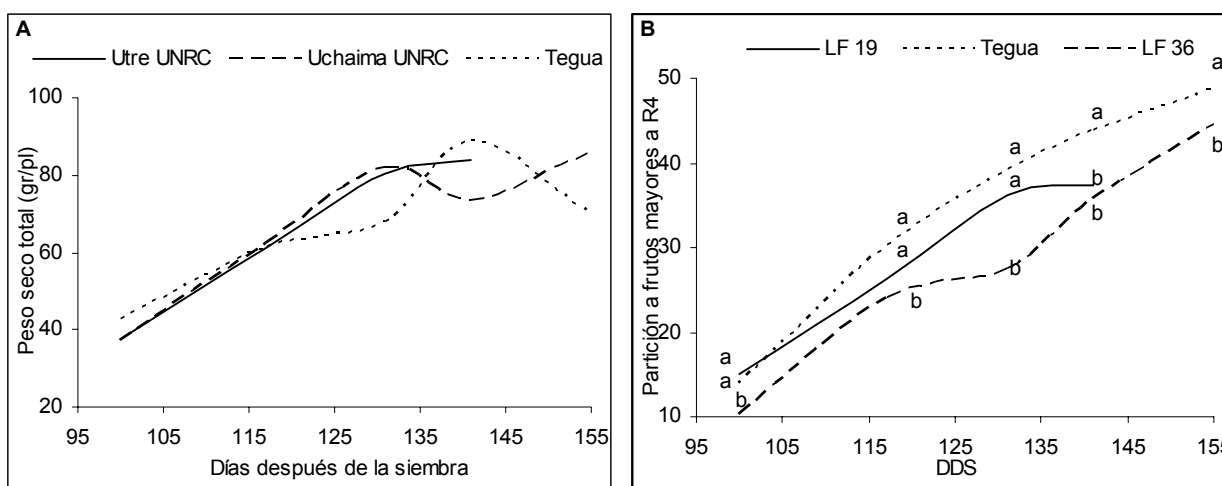 A
Utre UNRC Uchaima UNRC Tegua
Peso seco total (gr/pl)
100
80
60
40
20
95 105 115 125 135 145 155
Días después de la siembra
B
LF 19 Tegua LF 36
Partición a frutos mayores a R4
50
40
30
20
10
a
a
a
a
a
a
b
b
b
a
a
b
b
b
95 105 115 125 135 145 155
DDS